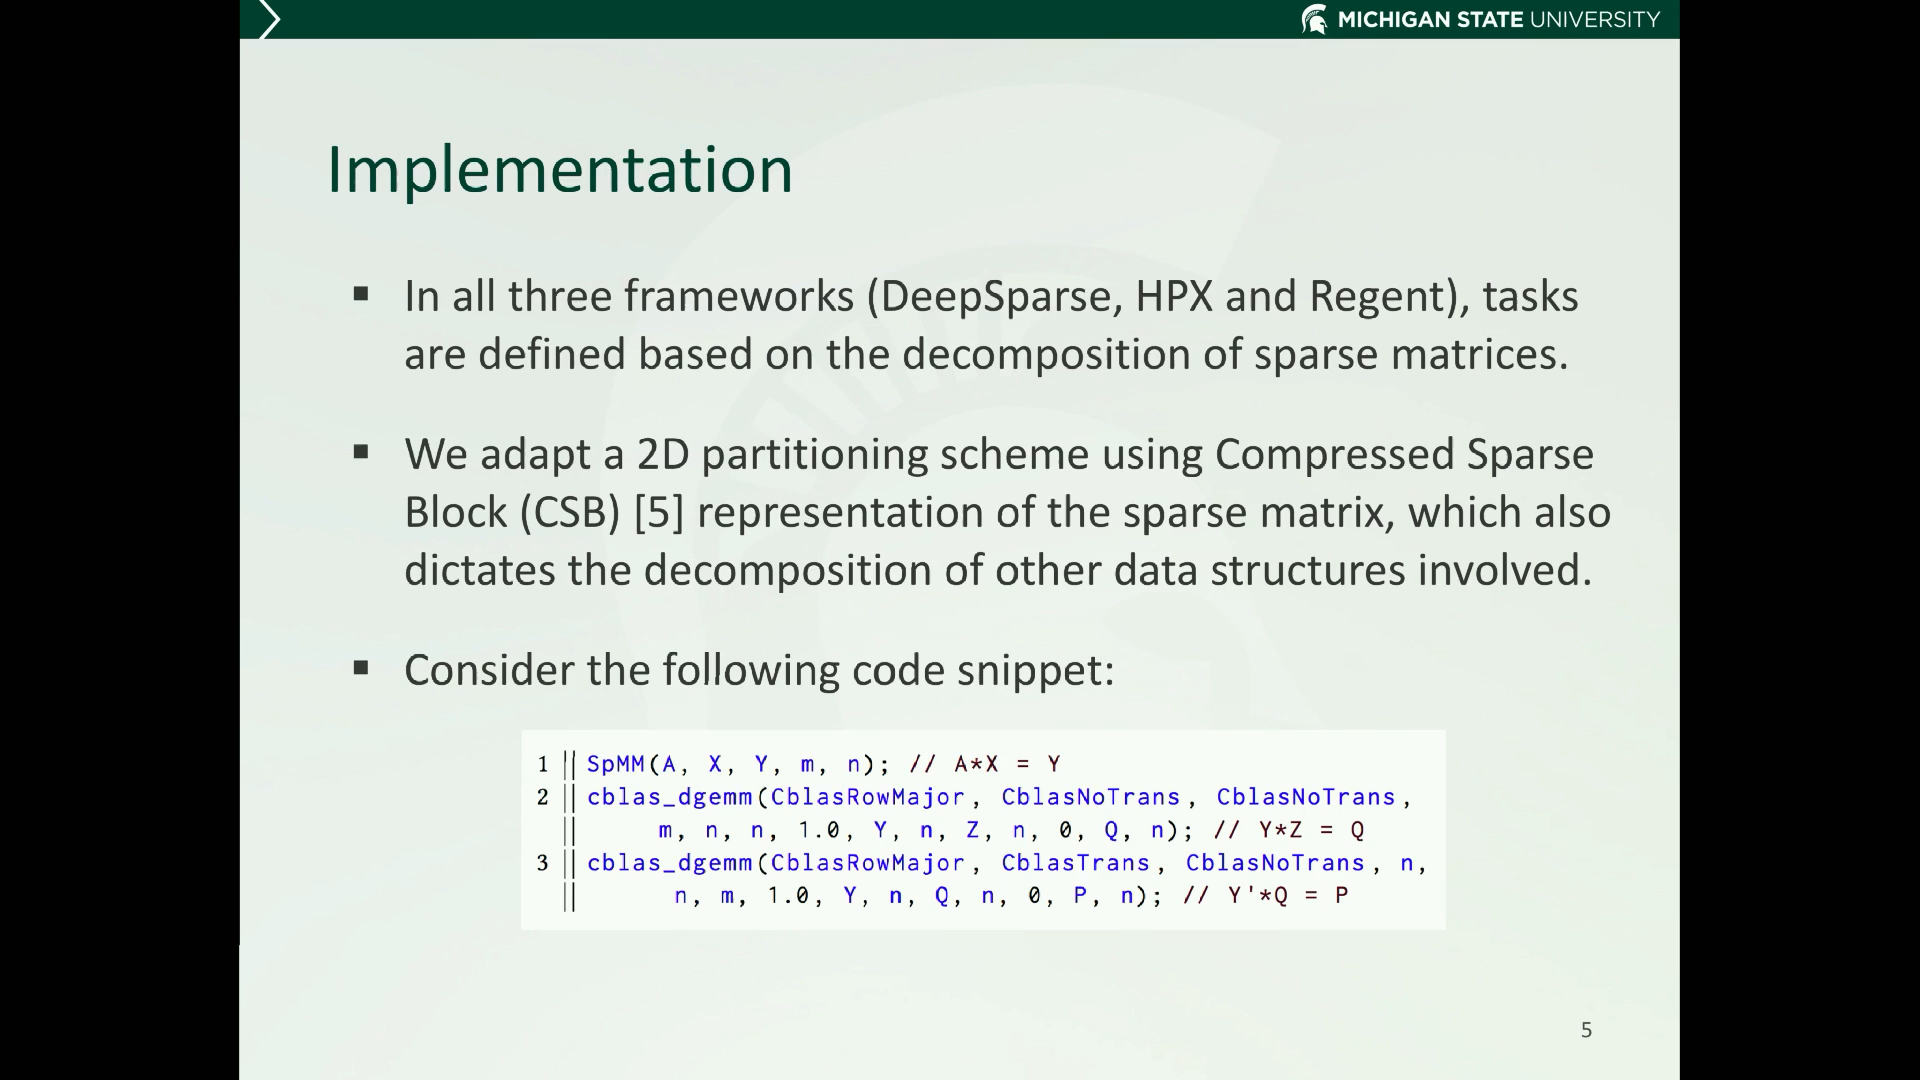 MICHIGAN STATE UNIVERSITY
Implementation
▪ In all three frameworks (DeepSparse, HPX and Regent), tasks
are defined based on the decomposition of sparse matrices.
▪ We adapt a 2D partitioning scheme using Compressed Sparse
Block (CSB) [5] representation of the sparse matrix, which also
dictates the decomposition of other data structures involved.
▪ Consider the following code snippet:
1 || SpMM(A, X, Y, m, n); // A*X = Y
2 || cblas_dgemm(CblasRowMajor, CblasNoTrans, CblasNoTrans,
|| m, n, n, 1.0, Y, n, Z, n, 0, Q, n); // Y*Z = Q
3 || cblas_dgemm(CblasRowMajor, CblasTrans, CblasNoTrans, n,
|| n, m, 1.0, Y, n, Q, n, 0, P, n); // Y'*Q = P
5